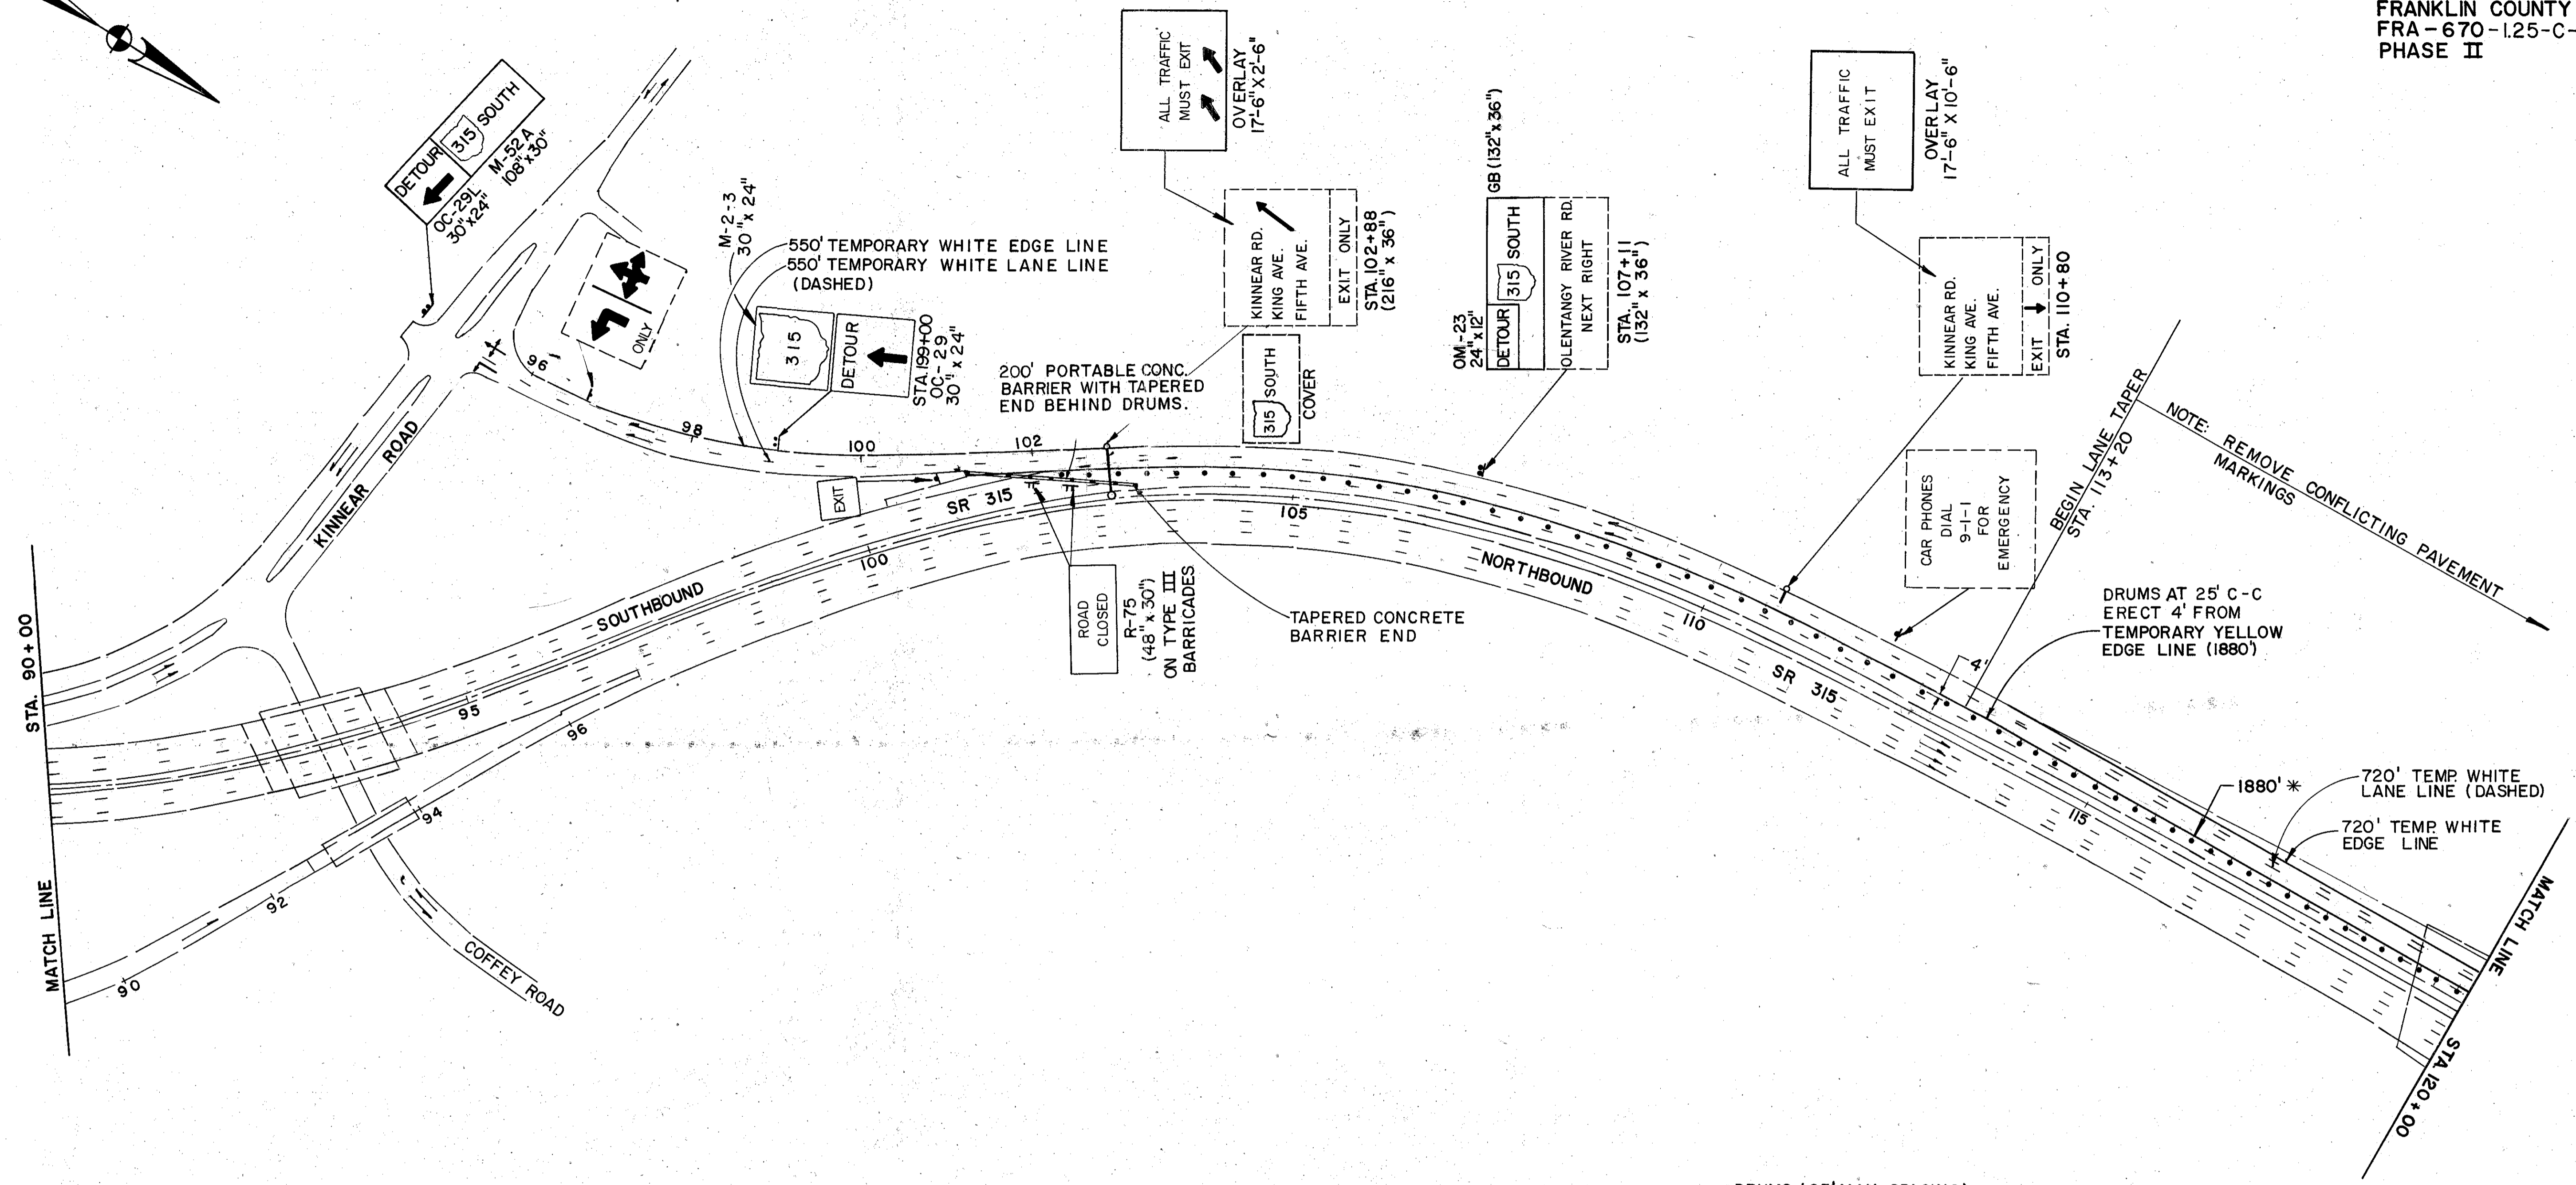 FRANKLIN COUNTY
FRA-670-1.25-C-
PHASE II
DETOUR
315 SOUTH
OC-29L
30"x24"
M-52A
108"x30"
ALL TRAFFIC
MUST EXIT
OVERLAY
17'-6" X 2'-6"
KINNEAR RD.
KING AVE.
FIFTH AVE.
EXIT ONLY
STA. 102+88
(216" x 36")
315 SOUTH
COVER
GB (132"x36")
OM-23
24"x12"
DETOUR
315 SOUTH
OLENTANGY RIVER RD.
NEXT RIGHT
STA. 107+11
(132" x 36")
ALL TRAFFIC
MUST EXIT
OVERLAY
17'-6" X 10'-6"
KINNEAR RD.
KING AVE.
FIFTH AVE.
EXIT ONLY
STA. 110+80
M-2-3
30" x 24"
550' TEMPORARY WHITE EDGE LINE
550' TEMPORARY WHITE LANE LINE
(DASHED)
ONLY
315
DETOUR
STA.199+00
OC-29
30" x 24"
200' PORTABLE CONC.
BARRIER WITH TAPERED
END BEHIND DRUMS.
96
98
100
102
EXIT
SR 315
105
100
KINNEAR ROAD
SOUTHBOUND
NORTHBOUND
ROAD
CLOSED
R-75
(48" x 30")
ON TYPE III
BARRICADES
TAPERED CONCRETE
BARRIER END
110
SR 315
CAR PHONES
DIAL
9-1-1
FOR
EMERGENCY
BEGIN LANE TAPER
STA. 113+20
NOTE: REMOVE CONFLICTING PAVEMENT
MARKINGS
DRUMS AT 25' C-C
ERECT 4' FROM
TEMPORARY YELLOW
EDGE LINE (1880')
4'
1880' *
720' TEMP. WHITE
LANE LINE (DASHED)
720' TEMP. WHITE
EDGE LINE
115
MATCH LINE
STA. 120+00
STA. 90+00
MATCH LINE
95
96
94
92
90
COFFEY ROAD